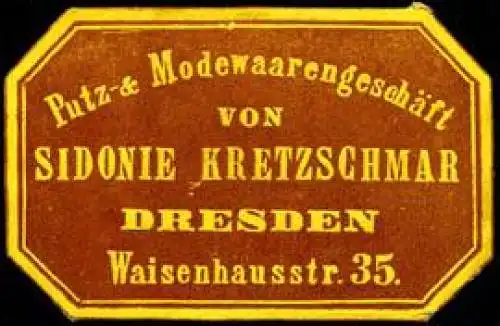 Putz- & Modewaarengeschäft
VON
SIDONIE KRETZSCHMAR
DRESDEN
Waisenhausstr. 35.